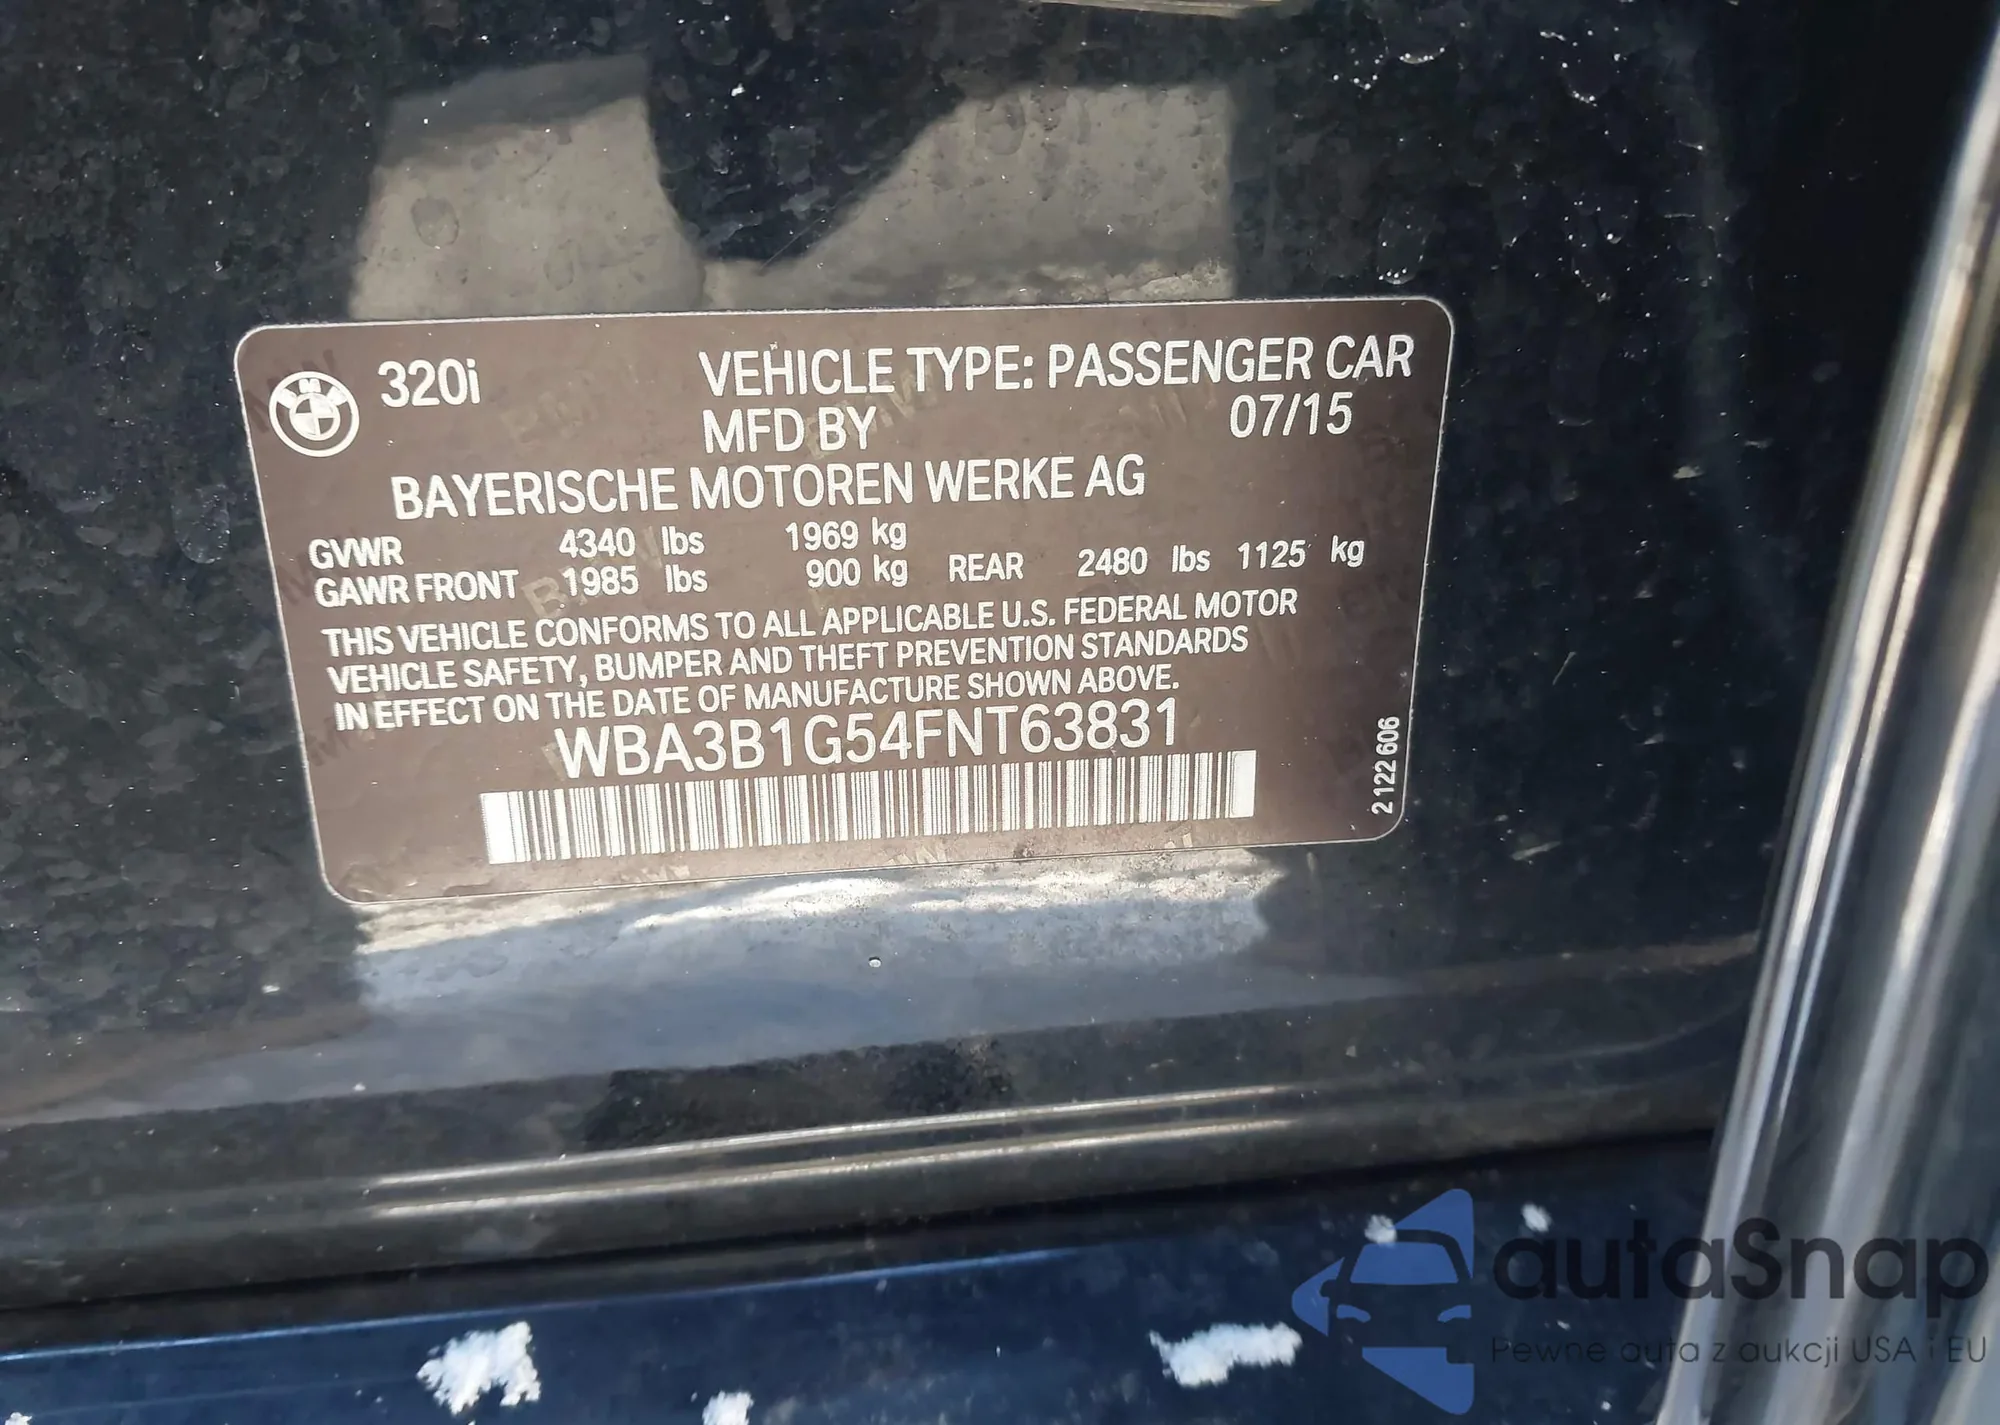 320i
VEHICLE TYPE: PASSENGER CAR
MFD BY 07/15
BAYERISCHE MOTOREN WERKE AG
GVWR 4340 lbs 1969 kg
GAWR FRONT 1985 lbs 900 kg REAR 2480 lbs 1125 kg
THIS VEHICLE CONFORMS TO ALL APPLICABLE U.S. FEDERAL MOTOR
VEHICLE SAFETY, BUMPER AND THEFT PREVENTION STANDARDS
IN EFFECT ON THE DATE OF MANUFACTURE SHOWN ABOVE.
WBA3B1G54FNT63831
2 122 606
autaSnap
Pewne auta z aukcji USA i EU